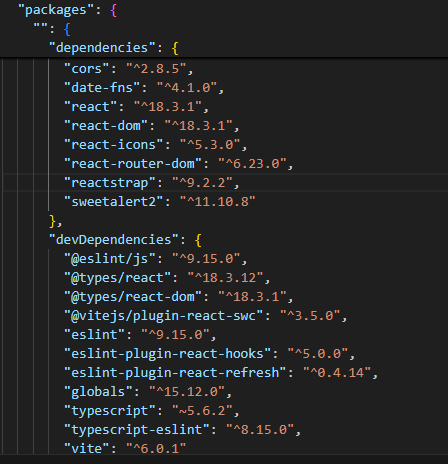 "packages": {
"": {
"dependencies": {
"cors": "^2.8.5",
"date-fns": "^4.1.0",
"react": "^18.3.1",
"react-dom": "^18.3.1",
"react-icons": "^5.3.0",
"react-router-dom": "^6.23.0",
"reactstrap": "^9.2.2",
"sweetalert2": "^11.10.8"
},
"devDependencies": {
"@eslint/js": "^9.15.0",
"@types/react": "^18.3.12",
"@types/react-dom": "^18.3.1",
"@vitejs/plugin-react-swc": "^3.5.0",
"eslint": "^9.15.0",
"eslint-plugin-react-hooks": "^5.0.0",
"eslint-plugin-react-refresh": "^0.4.14",
"globals": "^15.12.0",
"typescript": "~5.6.2",
"typescript-eslint": "^8.15.0",
"vite": "^6.0.1"